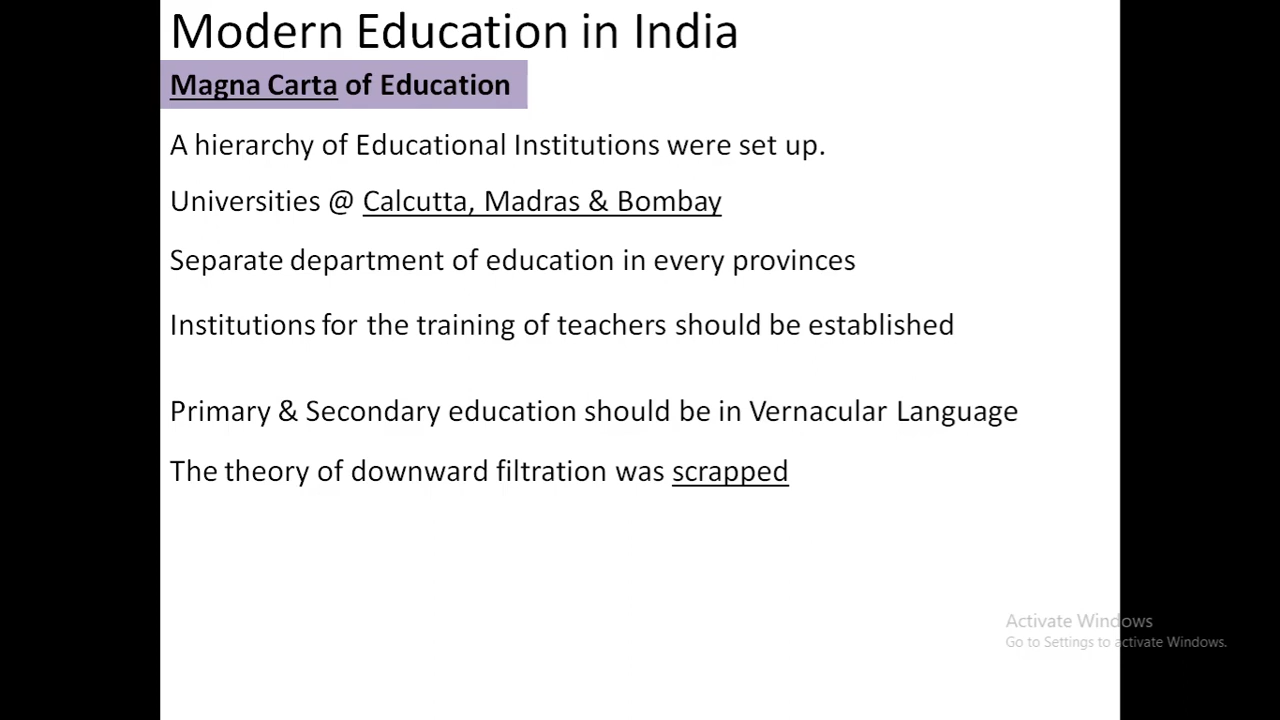 Modern Education in India
Magna Carta of Education
A hierarchy of Educational Institutions were set up.
Universities @ Calcutta, Madras & Bombay
Separate department of education in every provinces
Institutions for the training of teachers should be established
Primary & Secondary education should be in Vernacular Language
The theory of downward filtration was scrapped
Activate Windows
Go to Settings to activate Windows.